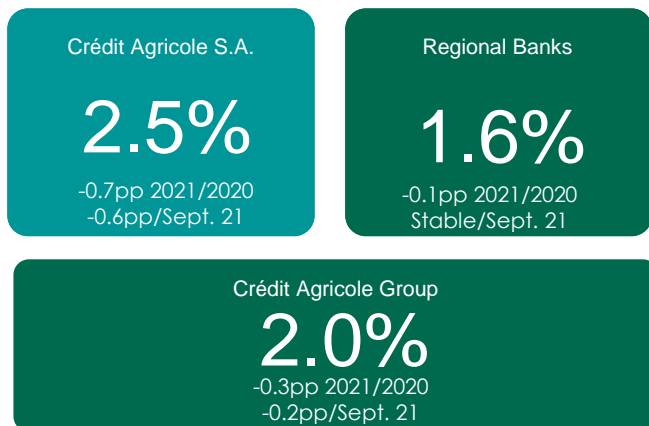 Crédit Agricole S.A.
2.5%
-0.7pp 2021/2020
-0.6pp/Sept. 21
Regional Banks
1.6%
-0.1pp 2021/2020
Stable/Sept. 21
Crédit Agricole Group
2.0%
-0.3pp 2021/2020
-0.2pp/Sept. 21